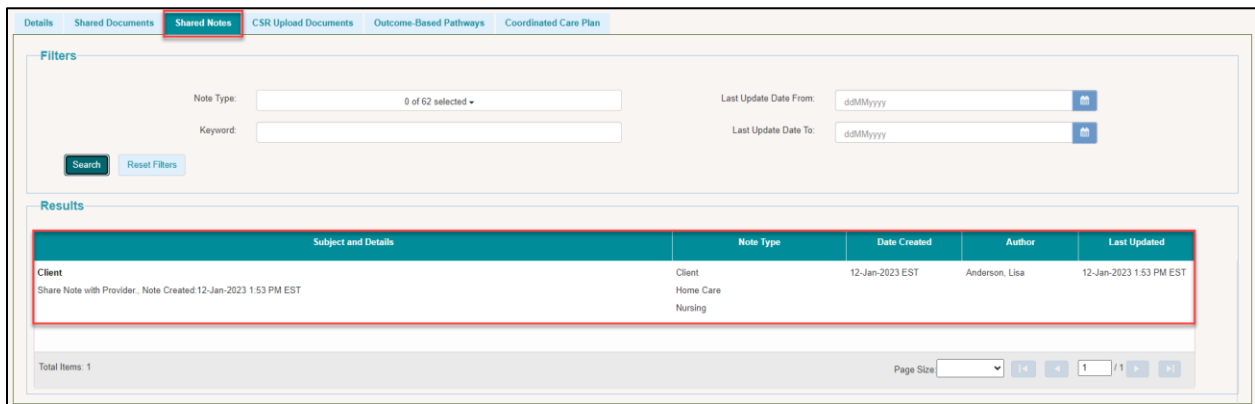 Details Shared Documents Shared Notes CSR Upload Documents Outcome-Based Pathways Coordinated Care Plan
Filters
Note Type: 0 of 62 selected Last Update Date From: ddMMyyyy
Keyword: Last Update Date To: ddMMyyyy
Search Reset Filters
Results
Subject and Details Note Type Date Created Author Last Updated
Client Client 12-Jan-2023 EST Anderson, Lisa 12-Jan-2023 1:53 PM EST
Share Note with Provider., Note Created:12-Jan-2023 1:53 PM EST Home Care
Nursing
Total Items: 1 Page Size: 1 / 1